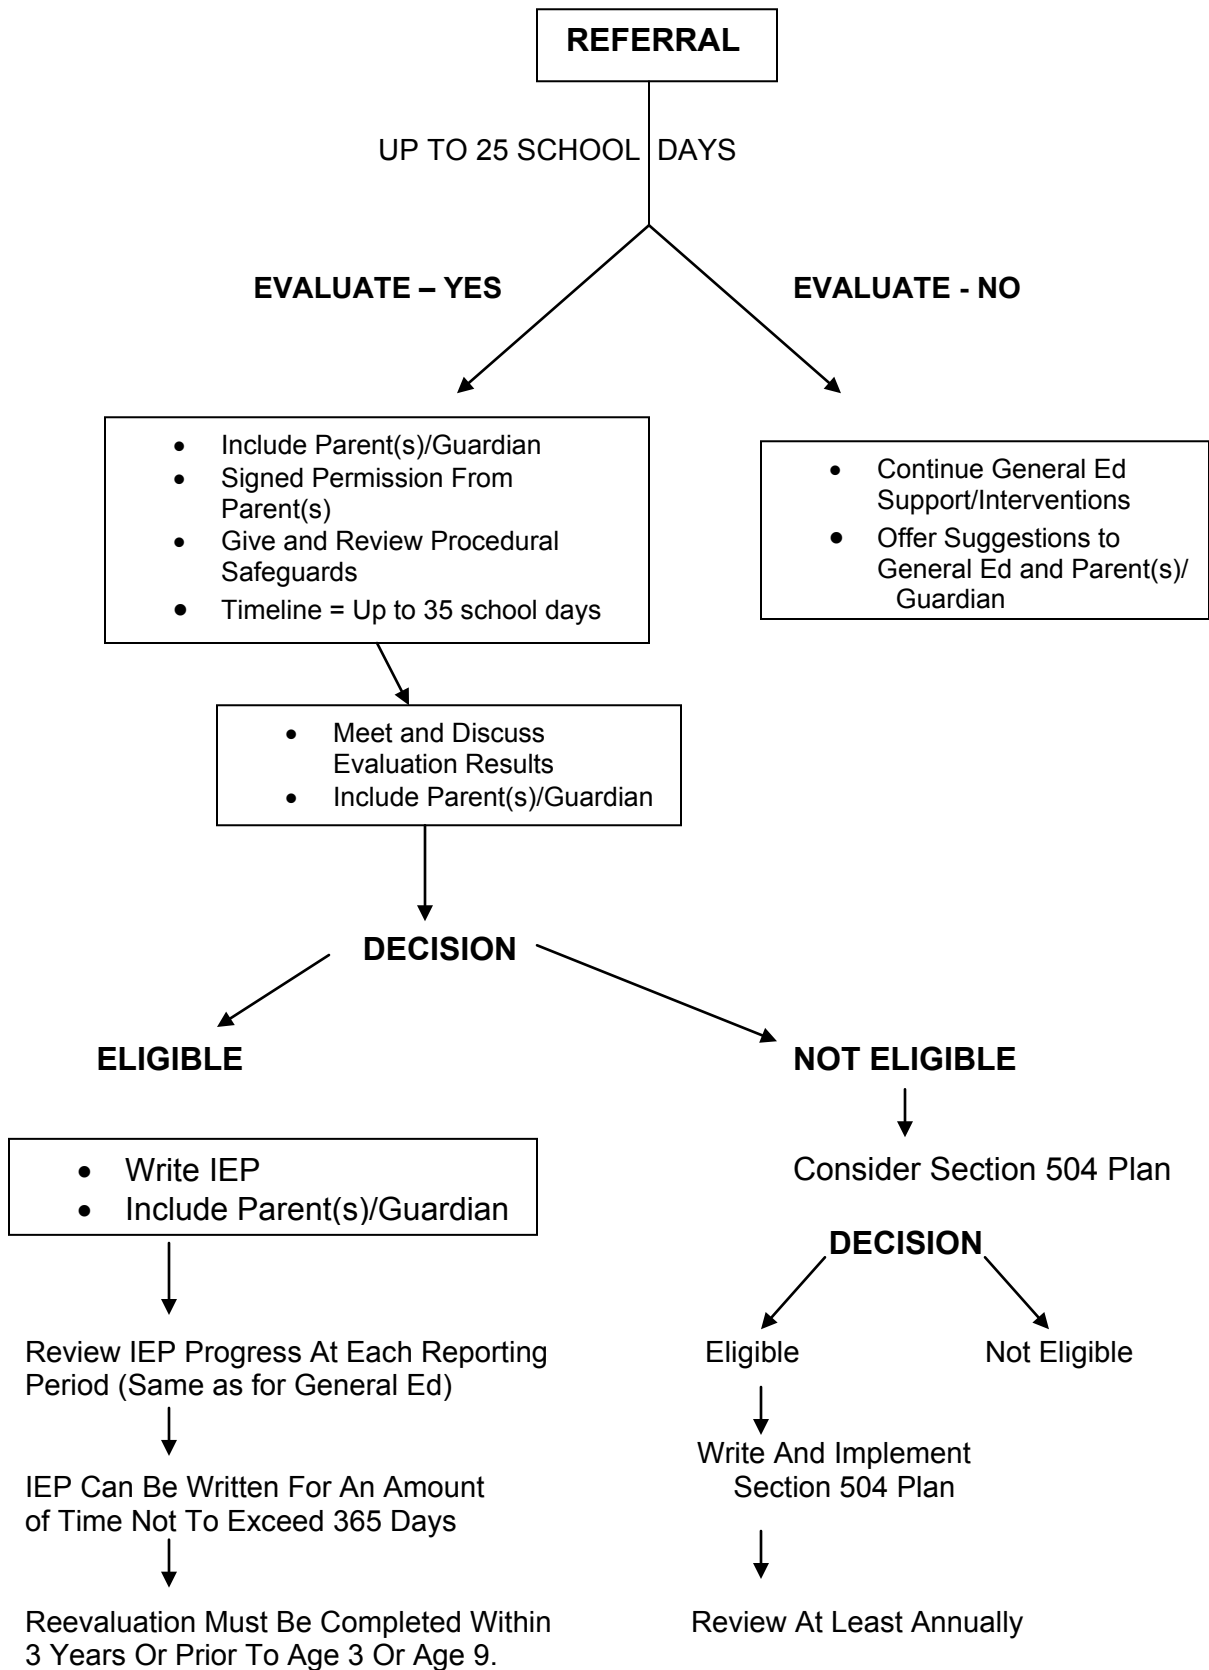 REFERRAL
UP TO 25 SCHOOL DAYS
EVALUATE – YES
EVALUATE - NO
• Include Parent(s)/Guardian
• Signed Permission From
Parent(s)
• Give and Review Procedural
Safeguards
• Timeline = Up to 35 school days
• Continue General Ed
Support/Interventions
• Offer Suggestions to
General Ed and Parent(s)/
Guardian
• Meet and Discuss
Evaluation Results
• Include Parent(s)/Guardian
DECISION
ELIGIBLE
NOT ELIGIBLE
• Write IEP
• Include Parent(s)/Guardian
Consider Section 504 Plan
DECISION
Review IEP Progress At Each Reporting
Period (Same as for General Ed)
Eligible
Not Eligible
IEP Can Be Written For An Amount
of Time Not To Exceed 365 Days
Write And Implement
Section 504 Plan
Reevaluation Must Be Completed Within
3 Years Or Prior To Age 3 Or Age 9.
Review At Least Annually